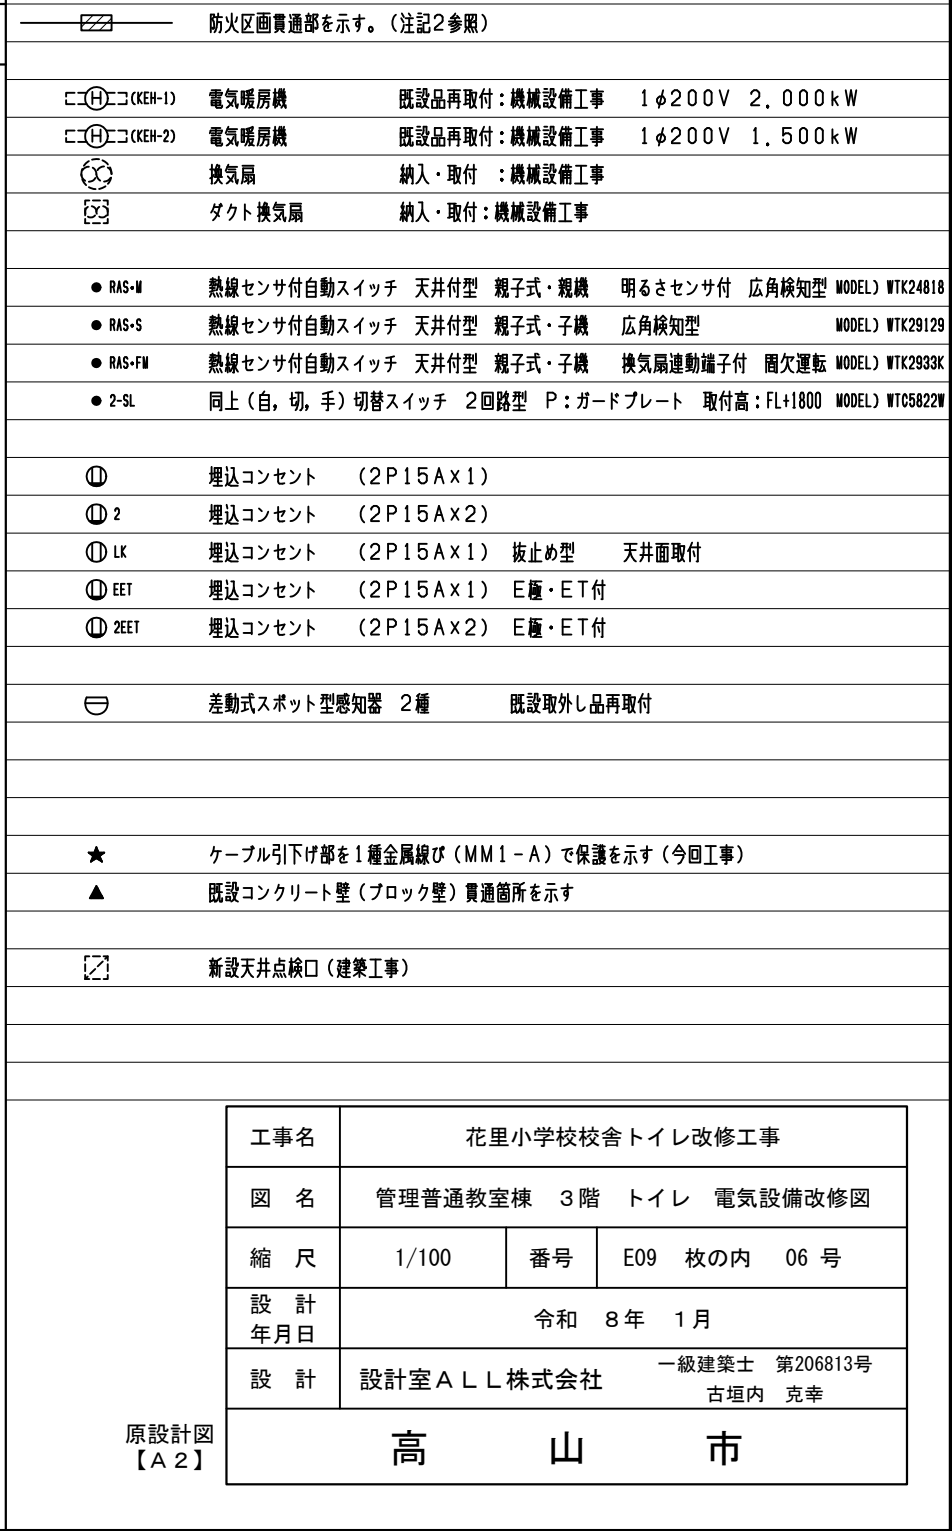 防火区画貫通部を示す。(注記2参照)
H (KEH-1) 電気暖房機 既設品再取付:機械設備工事 1φ200V 2.000kW
H (KEH-2) 電気暖房機 既設品再取付:機械設備工事 1φ200V 1.500kW
換気扇 納入・取付 :機械設備工事
ダクト換気扇 納入・取付:機械設備工事
● RAS・M 熱線センサ付自動スイッチ 天井付型 親子式・親機 明るさセンサ付 広角検知型 MODEL) WTK24818
● RAS・S 熱線センサ付自動スイッチ 天井付型 親子式・子機 広角検知型 MODEL) WTK29129
● RAS・FM 熱線センサ付自動スイッチ 天井付型 親子式・子機 換気扇連動端子付 間欠運転 MODEL) WTK2933K
● 2-SL 同上(自,切,手)切替スイッチ 2回路型 P:ガードプレート 取付高:FL+1800 MODEL) WTC5822W
埋込コンセント (2P15A×1)
2 埋込コンセント (2P15A×2)
LK 埋込コンセント (2P15A×1) 抜止め型 天井面取付
EET 埋込コンセント (2P15A×1) E極・ET付
2EET 埋込コンセント (2P15A×2) E極・ET付
差動式スポット型感知器 2種 既設取外し品再取付
★ ケーブル引下げ部を1種金属線ぴ(MM1-A)で保護を示す(今回工事)
▲ 既設コンクリート壁(ブロック壁)貫通箇所を示す
新設天井点検口(建築工事)
工事名 花里小学校校舎トイレ改修工事
図 名 管理普通教室棟 3階 トイレ 電気設備改修図
縮 尺 1/100 番号 E09 枚の内 06 号
設 計
年月日 令和 8年 1月
設 計 設計室ALL株式会社 一級建築士 第206813号
古垣内 克幸
原設計図
【A2】
高 山 市